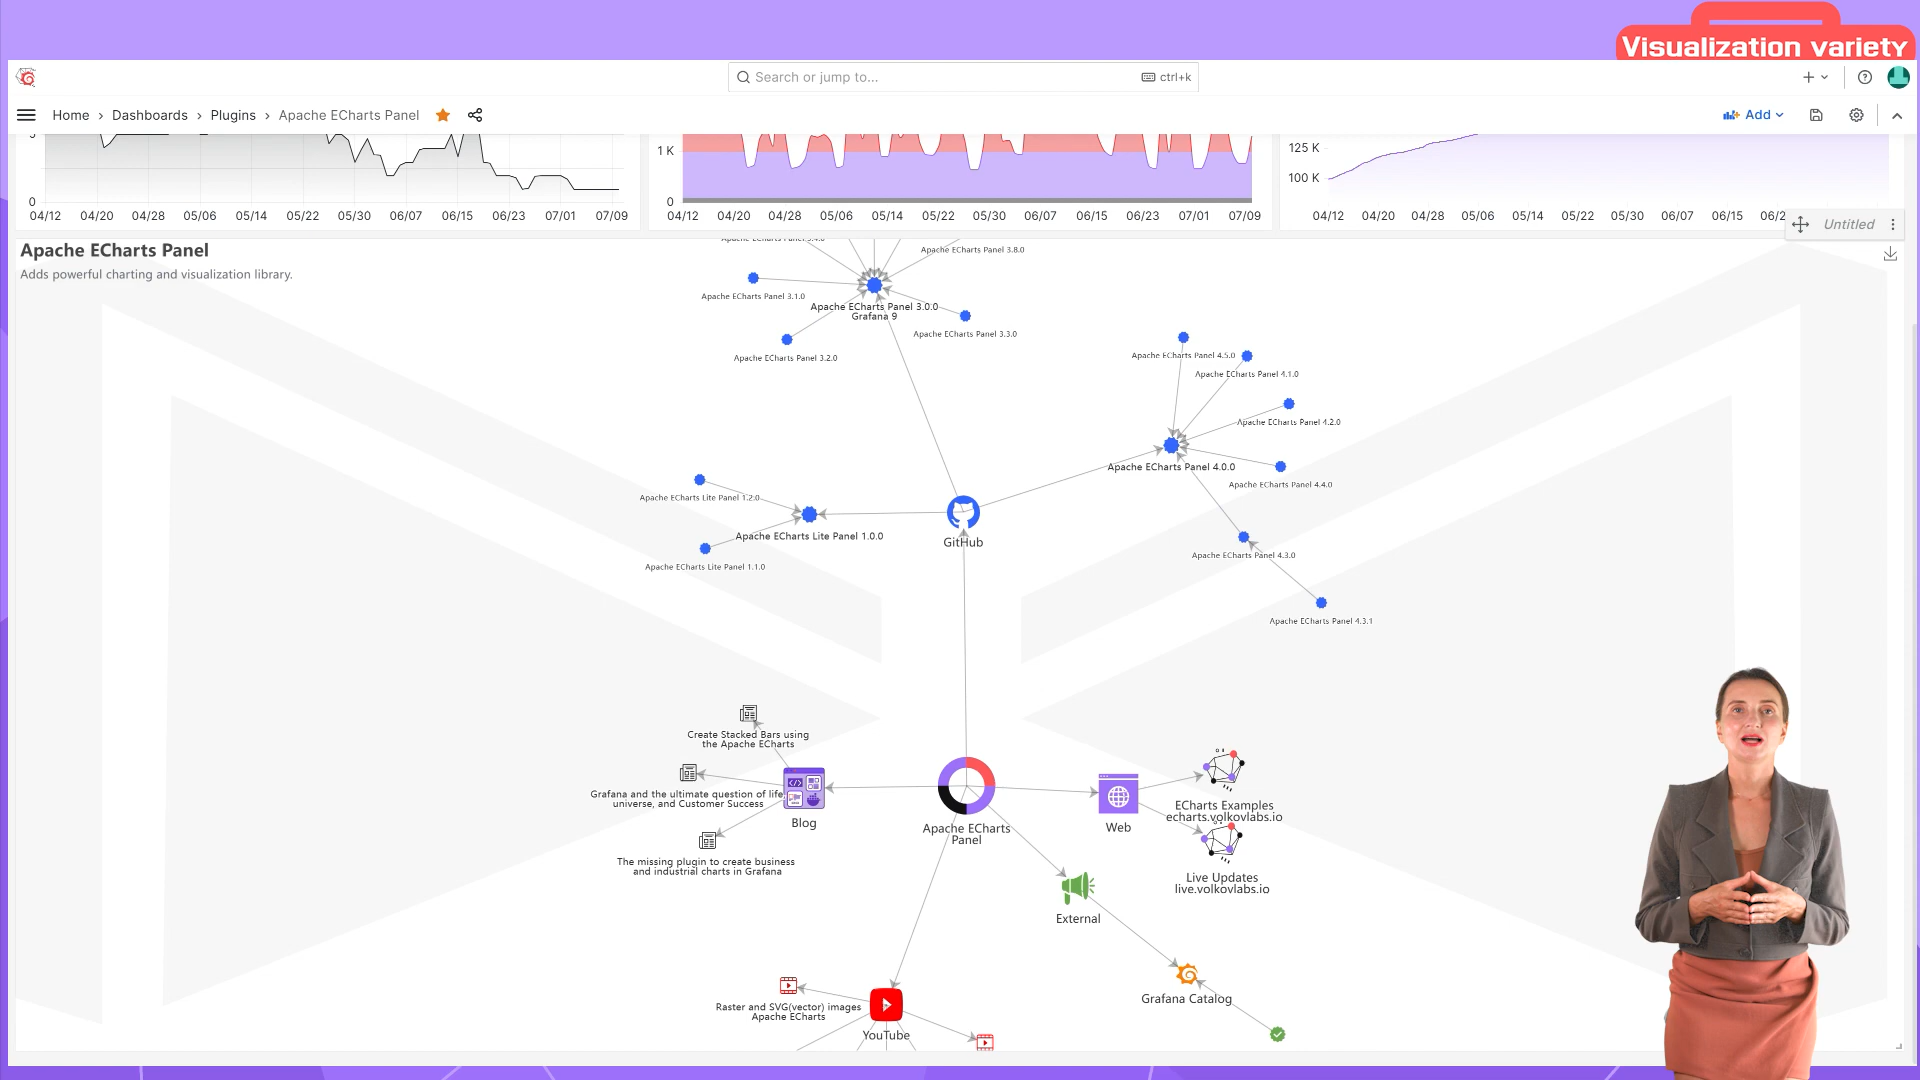 Visualization variety
Search or jump to...
ctrl+k
Home
Dashboards
Plugins
Apache ECharts Panel
Add
0
04/12 04/20 04/28 05/06 05/14 05/22 05/30 06/07 06/15 06/23 07/01 07/09
1 K
0
04/12 04/20 04/28 05/06 05/14 05/22 05/30 06/07 06/15 06/23 07/01 07/09
125 K
100 K
04/12 04/20 04/28 05/06 05/14 05/22 05/30 06/07 06/15
Untitled
Apache ECharts Panel
Adds powerful charting and visualization library.
Apache ECharts Panel 3.8.0
Apache ECharts Panel 3.1.0
Apache ECharts Panel 3.0.0
Grafana 9
Apache ECharts Panel 3.3.0
Apache ECharts Panel 3.2.0
Apache ECharts Panel 4.5.0
Apache ECharts Panel 4.1.0
Apache ECharts Panel 4.2.0
Apache ECharts Panel 4.0.0
Apache ECharts Panel 4.4.0
Apache ECharts Lite Panel 1.2.0
Apache ECharts Lite Panel 1.0.0
GitHub
Apache ECharts Panel 4.3.0
Apache ECharts Lite Panel 1.1.0
Apache ECharts Panel 4.3.1
Create Stacked Bars using
the Apache ECharts
Grafana and the ultimate question of life,
universe, and Customer Success
Blog
The missing plugin to create business
and industrial charts in Grafana
Apache ECharts
Panel
Web
ECharts Examples
echarts.volkovlabs.io
Live Updates
live.volkovlabs.io
External
Grafana Catalog
Raster and SVG(vector) images
Apache ECharts
YouTube